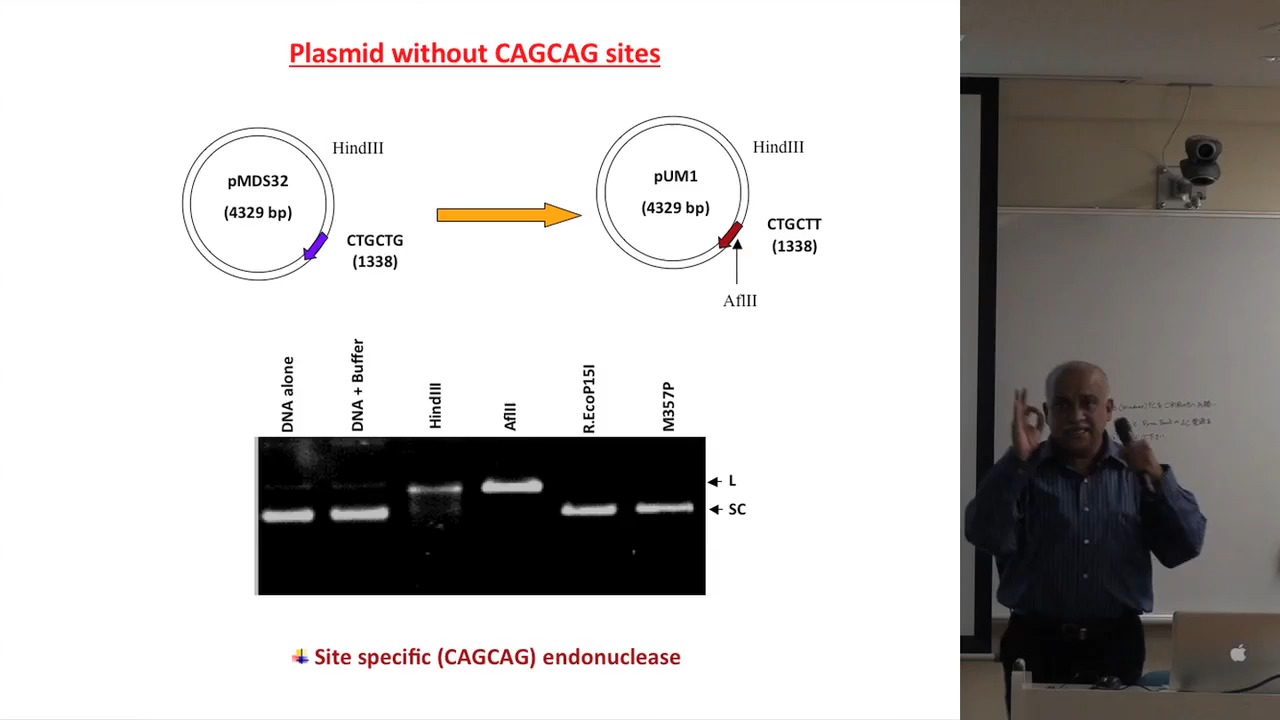 Plasmid without CAGCAG sites
HindIII
pMDS32
(4329 bp)
CTGCTG
(1338)
HindIII
pUM1
(4329 bp)
CTGCTT
(1338)
AflII
DNA alone
DNA + Buffer
HindIII
AflII
R.EcoP15I
M357P
L
SC
Site specific (CAGCAG) endonuclease